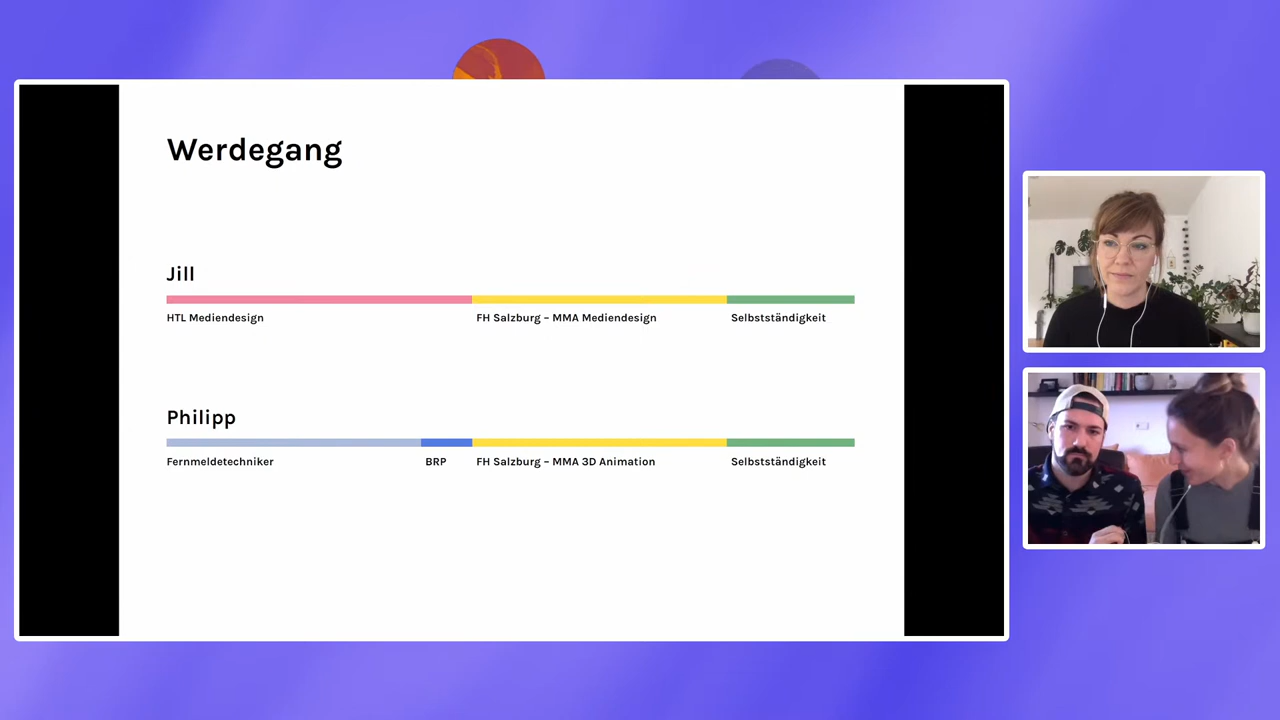 Werdegang
Jill
HTL Mediendesign
FH Salzburg – MMA Mediendesign
Selbstständigkeit
Philipp
Fernmeldetechniker
BRP
FH Salzburg – MMA 3D Animation
Selbstständigkeit